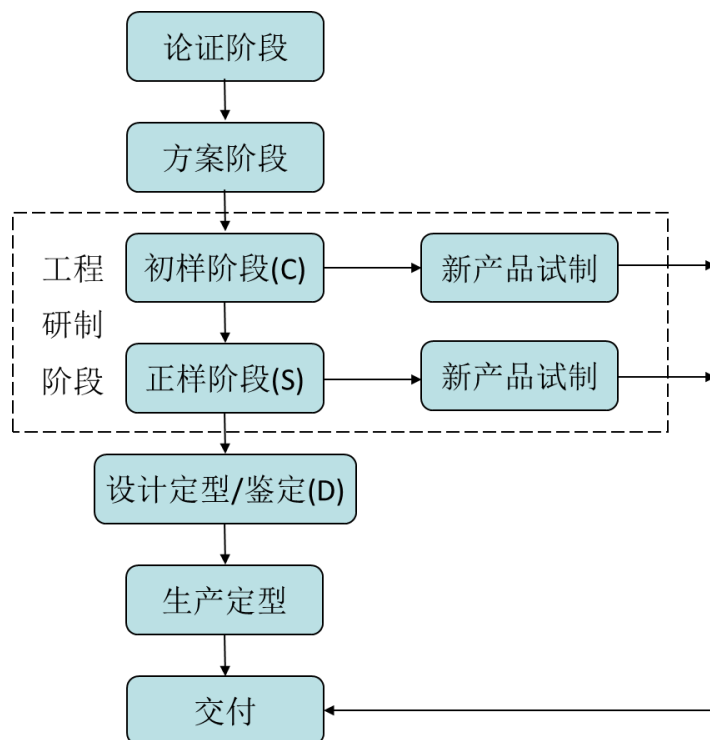 论证阶段
方案阶段
工程
研制
阶段
初样阶段(C)
新产品试制
正样阶段(S)
新产品试制
设计定型/鉴定(D)
生产定型
交付